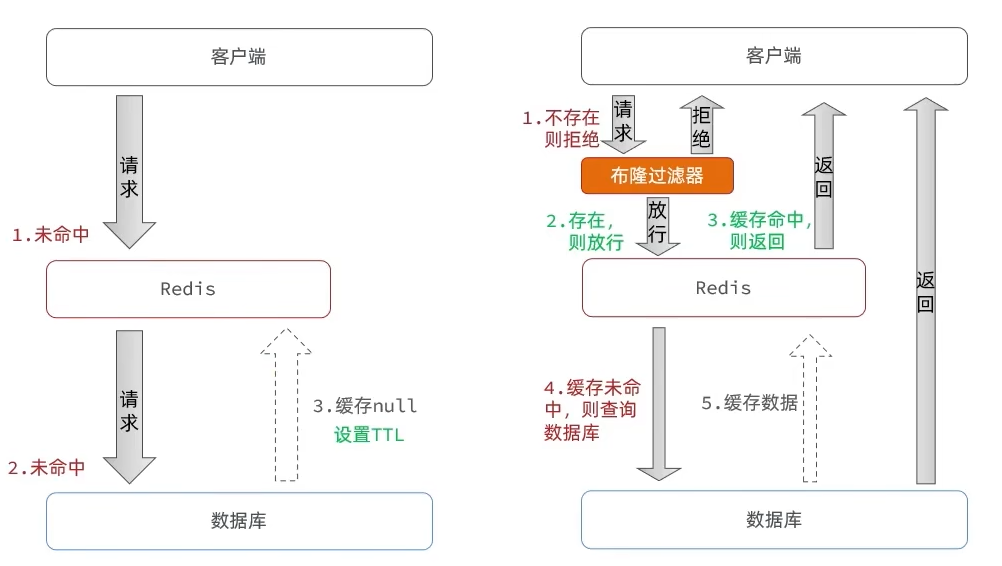 客户端
请求
1.未命中
Redis
请求
2.未命中
3.缓存null
设置TTL
数据库
客户端
1.不存在
则拒绝
请求
拒绝
布隆过滤器
2.存在，
则放行
放行
3.缓存命中，
则返回
返回
Redis
返回
4.缓存未命
中，则查询
数据库
5.缓存数据
数据库